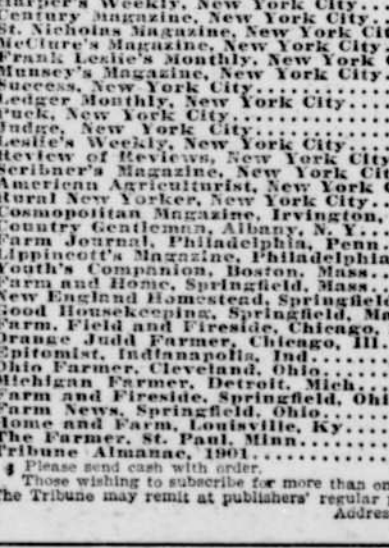 Weekly, New York City..
Century Magazine, New York City...
St. Nicholas Magazine, New York City
McClure's Magazine, New York City
Frank Leslie's Monthly, New York
Munsey's Magazine, New York City
Success, New York City..........
Ledger Monthly, New York City....
Puck, New York City..............
Judge, New York City.............
Leslie's Weekly, New York City....
Review of Reviews, New York City
Scribner's Magazine, New York Cit
American Agriculturist, New York
Rural New Yorker, New York City..
Cosmopolitan Magazine, Irvington,
Country Gentleman, Albany, N. Y...
Farm Journal, Philadelphia, Penn
Lippincott's Magazine, Philadelphia
Youth's Companion, Boston, Mass...
Farm and Home, Springfield, Mass.
New England Homestead, Springfield
Good Housekeeping, Springfield, Ma
Farm, Field and Fireside, Chicago,
Orange Judd Farmer, Chicago, Ill
Epitomist, Indianapolis, Ind.....
Ohio Farmer, Cleveland, Ohio.....
Michigan Farmer, Detroit, Mich...
Farm and Fireside, Springfield, Ohi
Farm News, Springfield, Ohio.....
Home and Farm, Louisville, Ky....
The Farmer, St. Paul, Minn.......
Tribune Almanac, 1901............
Please send cash with order.
Those wishing to subscribe for more than on
The Tribune may remit at publishers' regular
Addres